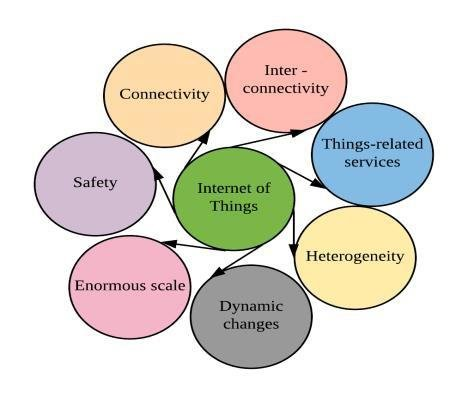 Inter -
connectivity
Connectivity
Things-related
services
Safety
Internet of
Things
Heterogeneity
Enormous scale
Dynamic
changes